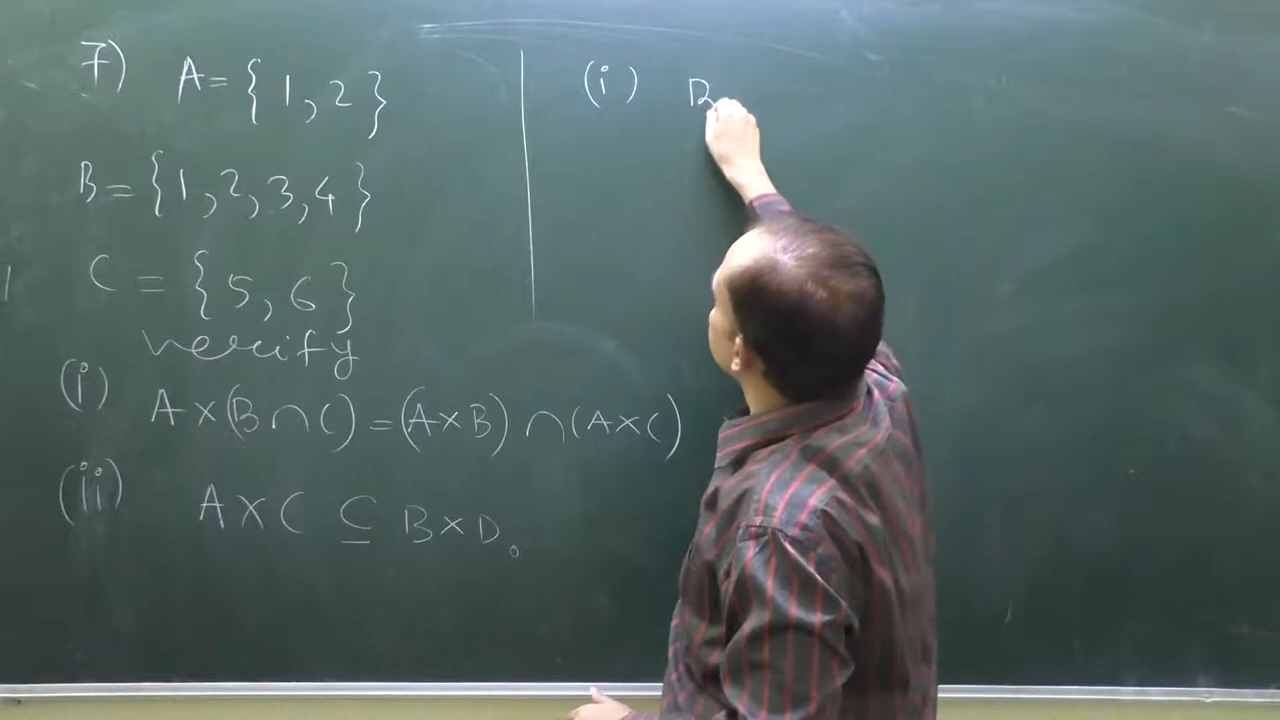 7) A = {1, 2}
B = {1, 2, 3, 4}
C = {5, 6}
verify
(i) A×(B∩C) = (A×B)∩(A×C)
(ii) A×C ⊆ B×D.
(i) B